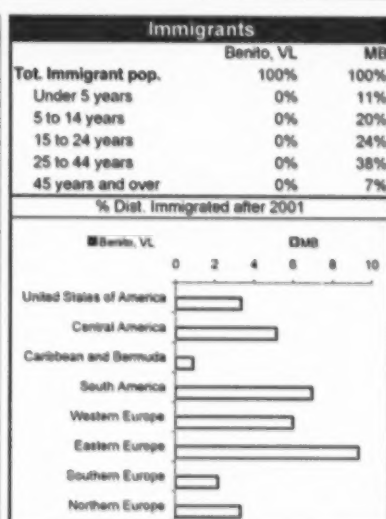 Immigrants
Benito, VL MB
Tot. Immigrant pop. 100% 100%
Under 5 years 0% 11%
5 to 14 years 0% 20%
15 to 24 years 0% 24%
25 to 44 years 0% 38%
45 years and over 0% 7%
% Dist. Immigrated after 2001
Benito, VL MB
0 2 4 6 8 10
United States of America
Central America
Caribbean and Bermuda
South America
Western Europe
Eastern Europe
Southern Europe
Northern Europe